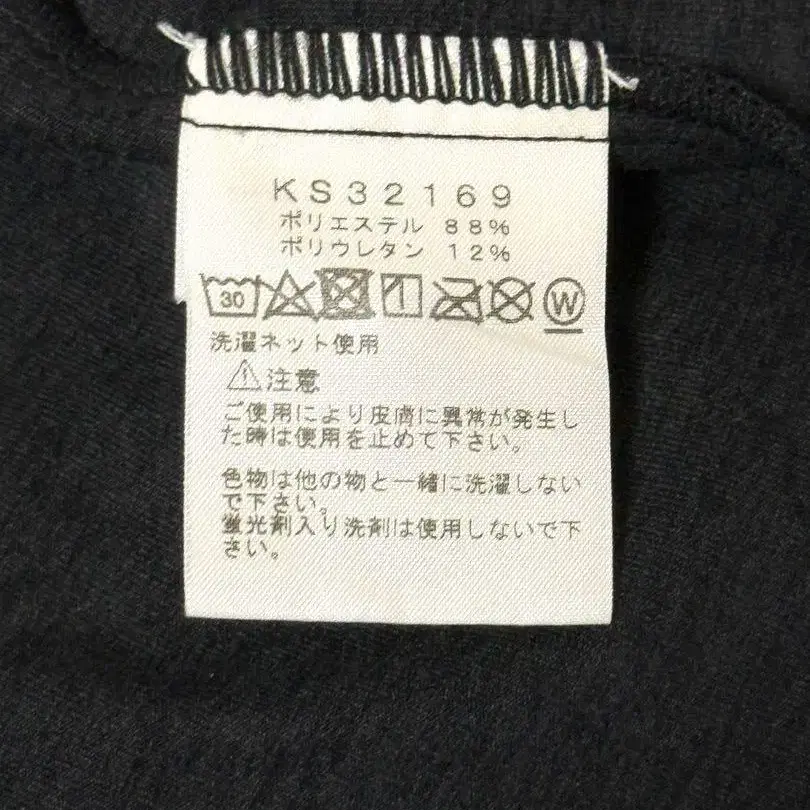 KS32169
ポリエステル 88%
ポリウレタン 12%
30 W
洗濯ネット使用
注意
ご使用により皮膚に異常が発生し
た時は使用を止めて下さい。
色物は他の物と一緒に洗濯しない
で下さい。
蛍光剤入り洗剤は使用しないで下
さい。